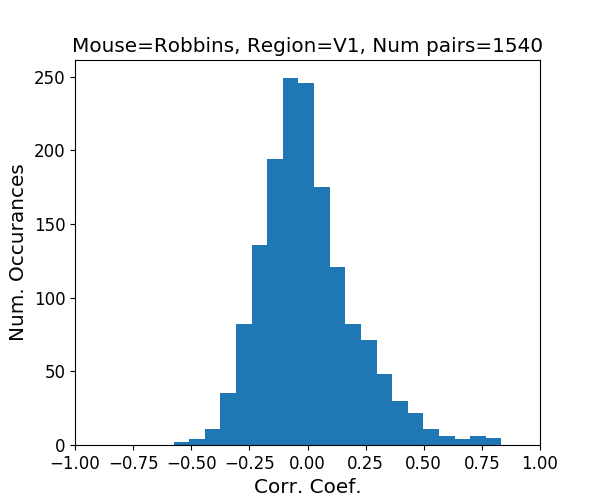 Mouse=Robbins, Region=V1, Num pairs=1540
250
200
150
100
50
0
Num. Occurances
−1.00 −0.75 −0.50 −0.25 0.00 0.25 0.50 0.75 1.00
Corr. Coef.